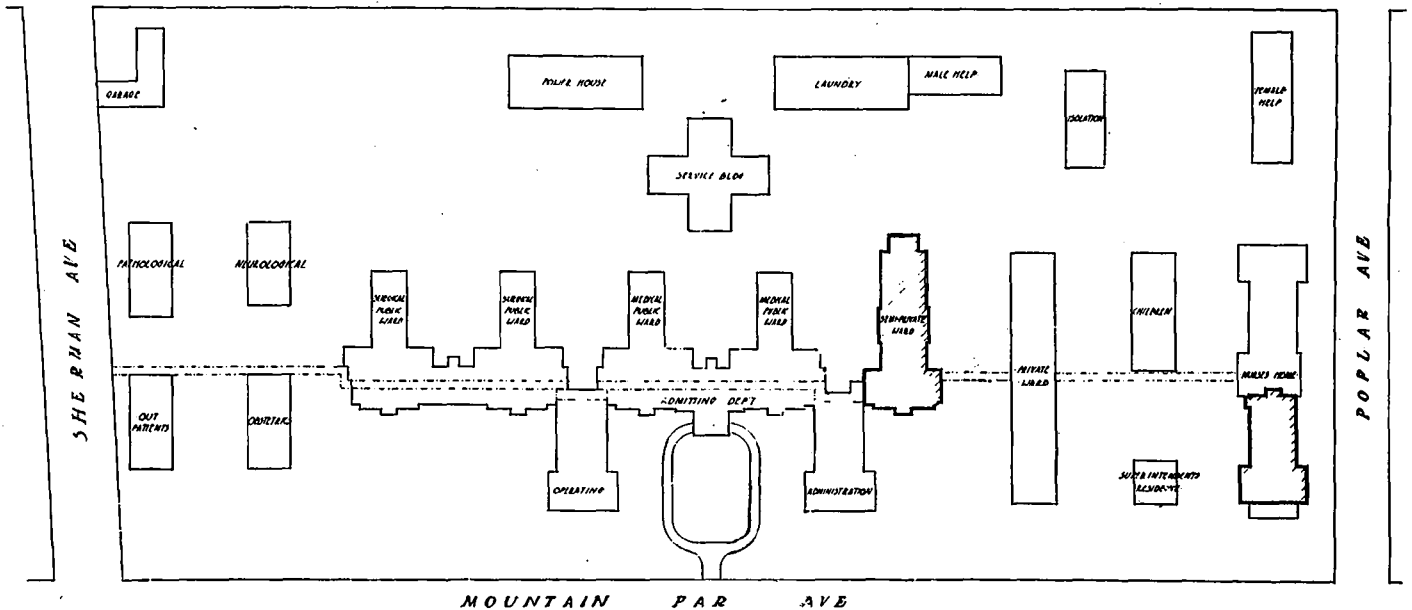 GARAGE
POWER HOUSE
LAUNDRY
MALE HELP
ISOLATION
FEMALE
HELP
SERVICE BLDG
PATHOLOGICAL
NEUROLOGICAL
SURGICAL
PUBLIC
WARD
SURGICAL
PUBLIC
WARD
MEDICAL
PUBLIC
WARD
MEDICAL
PUBLIC
WARD
SEMI-PRIVATE
WARD
PRIVATE
WARD
CHILDREN
NURSES HOME
SHERMAN AVE
POPLAR AVE
OUT
PATIENTS
OBSTETRICS
ADMITTING DEP'T
OPERATING
ADMINISTRATION
SUPERINTENDENTS
RESIDENCE
MOUNTAIN PAR AVE